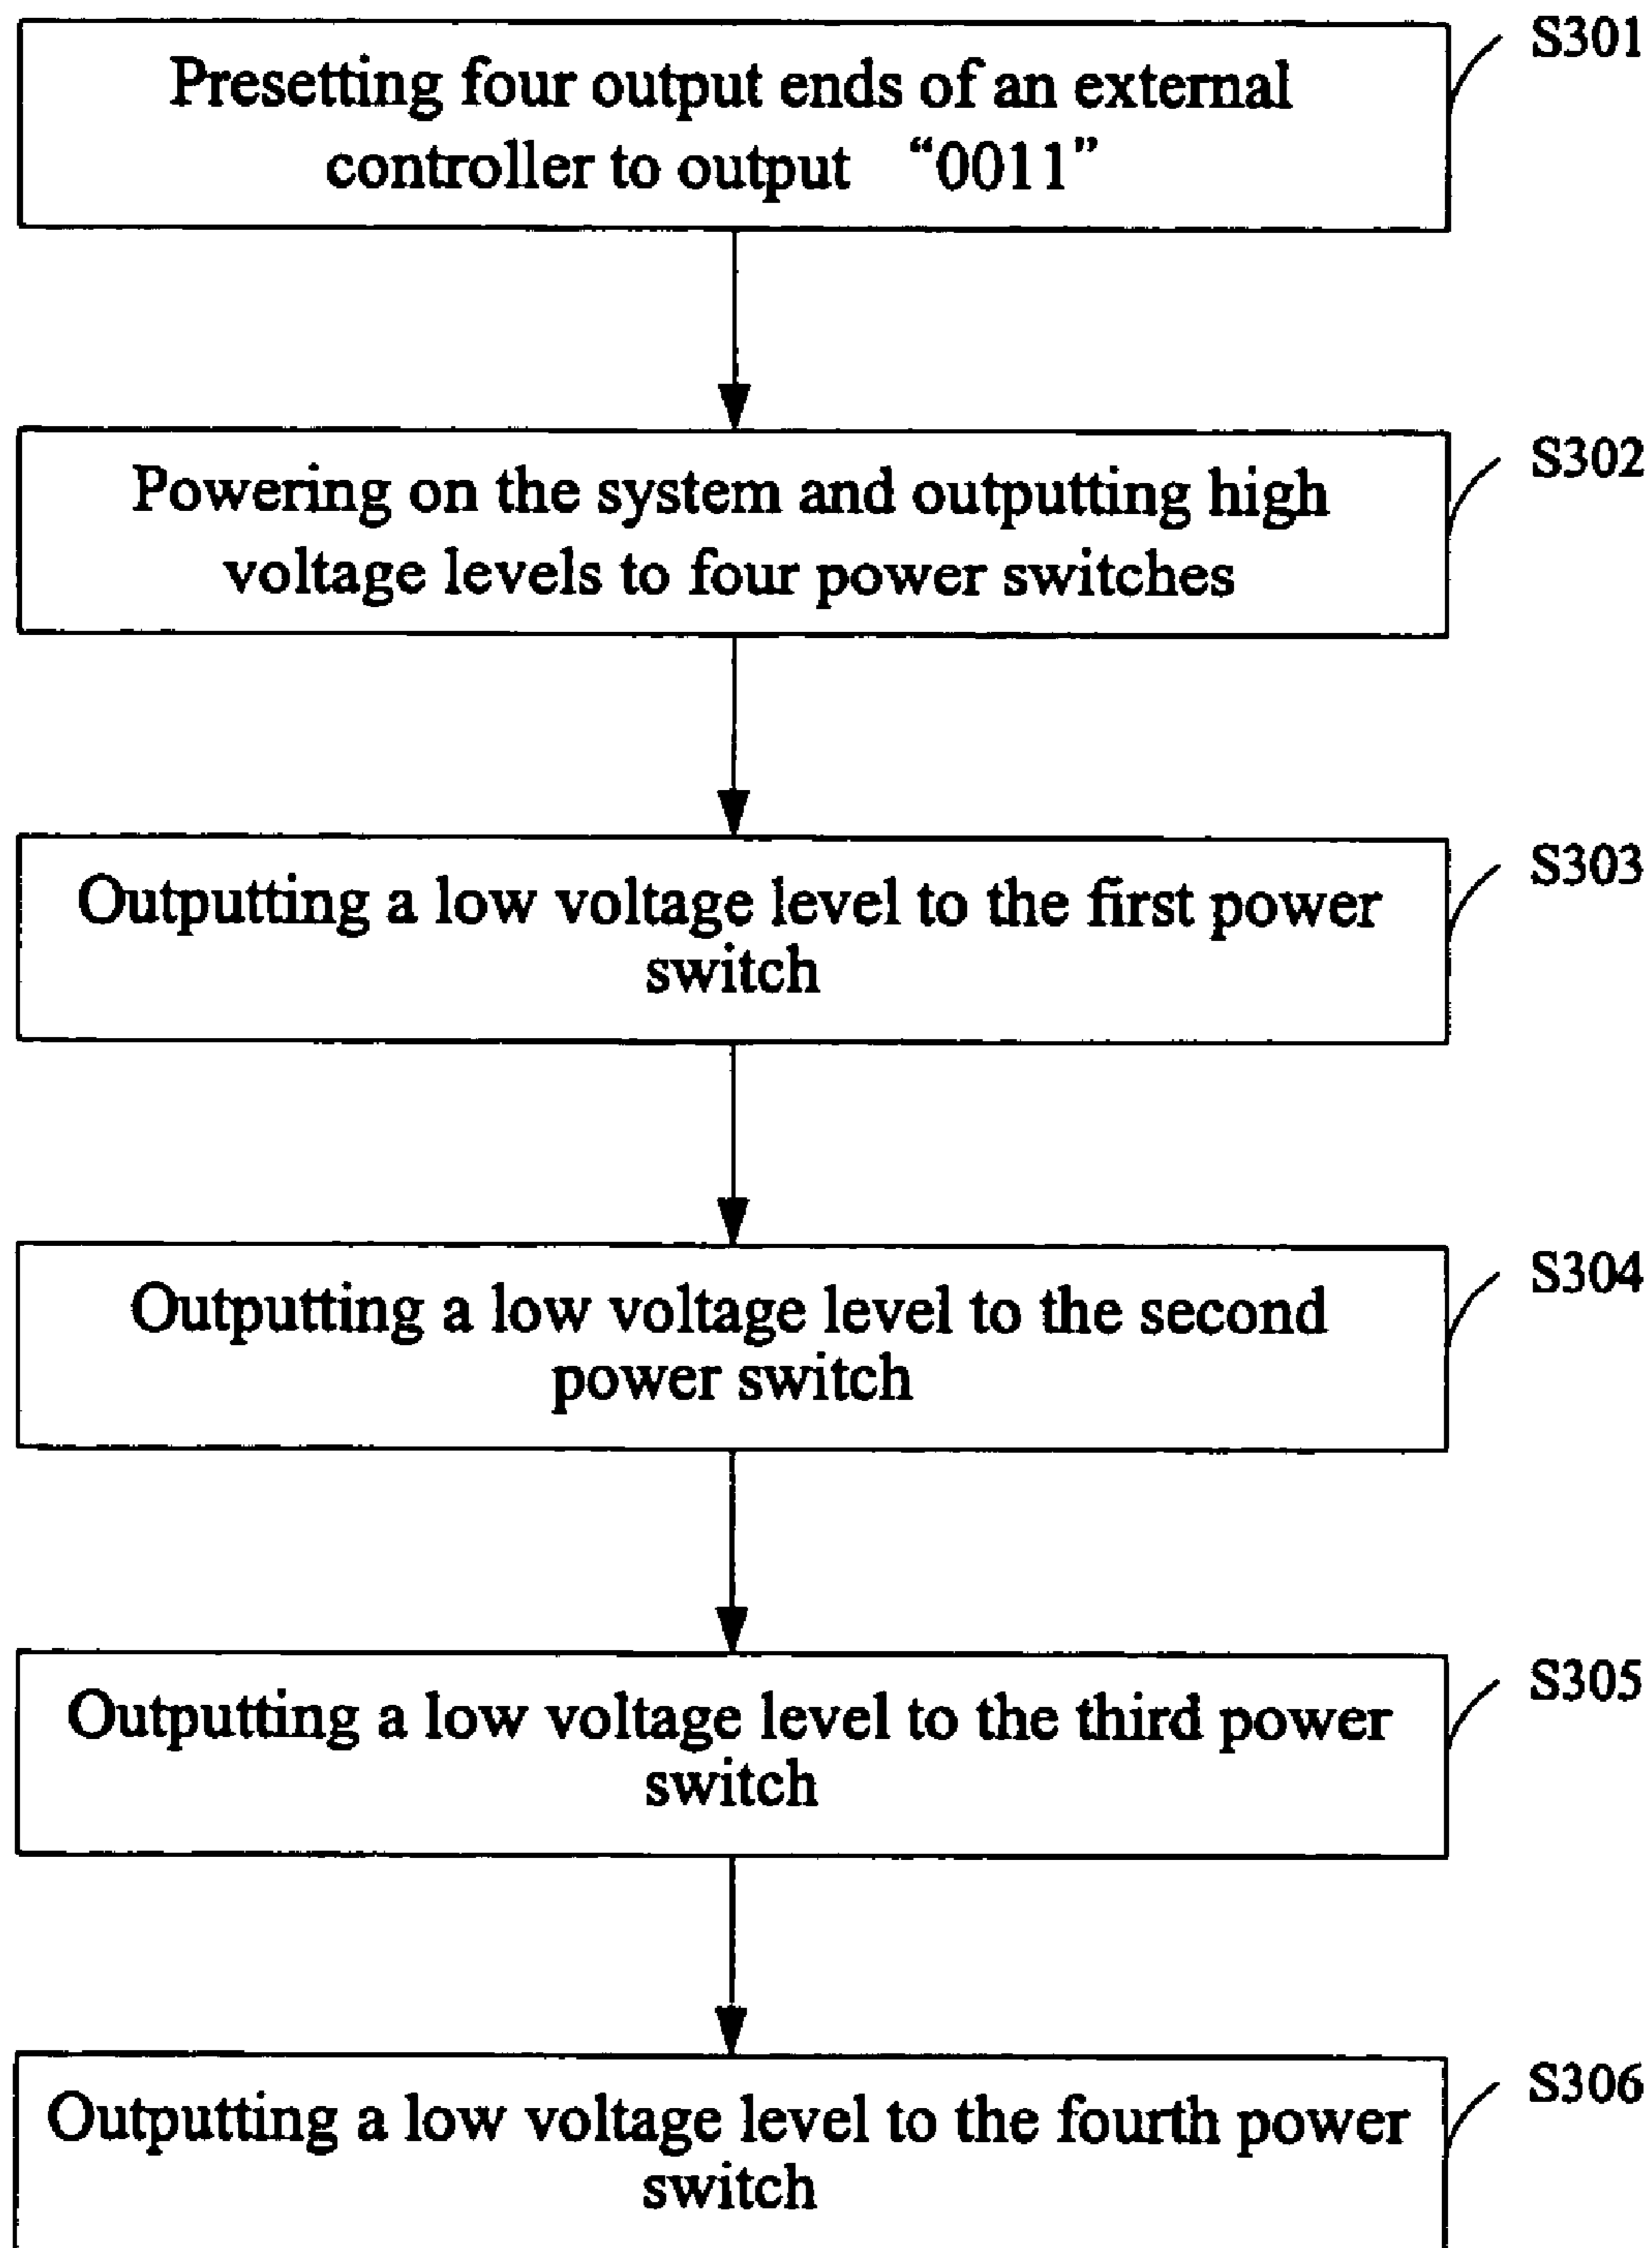 S301
Presetting four output ends of an external
controller to output “0011”
S302
Powering on the system and outputting high
voltage levels to four power switches
S303
Outputting a low voltage level to the first power
switch
S304
Outputting a low voltage level to the second
power switch
S305
Outputting a low voltage level to the third power
switch
S306
Outputting a low voltage level to the fourth power
switch